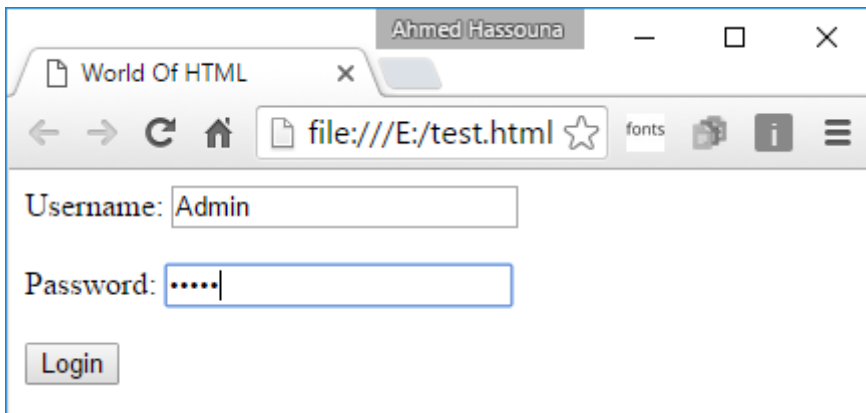 Ahmed Hassouna
World Of HTML
file:///E:/test.html fonts i
Username: Admin
Password: •••••
Login